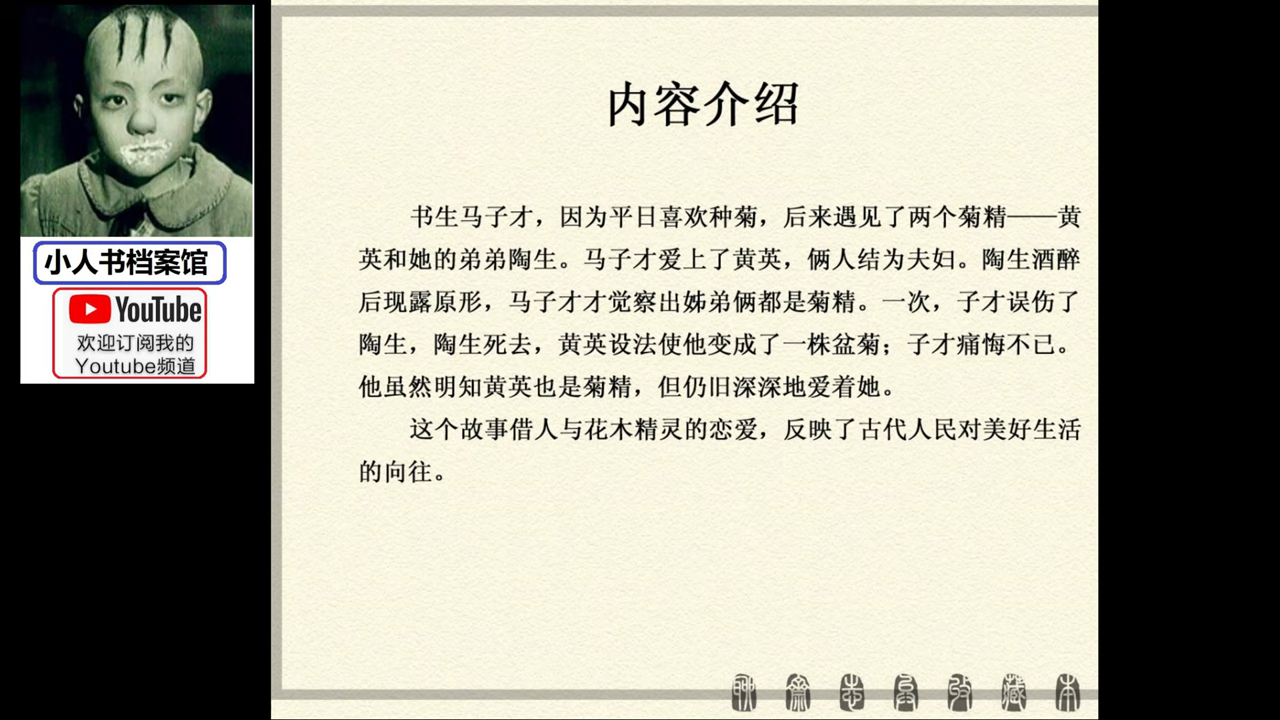 小人书档案馆
YouTube
欢迎订阅我的
Youtube频道
内容介绍
书生马子才，因为平日喜欢种菊，后来遇见了两个菊精——黄
英和她的弟弟陶生。马子才爱上了黄英，俩人结为夫妇。陶生酒醉
后现露原形，马子才才觉察出姊弟俩都是菊精。一次，子才误伤了
陶生，陶生死去，黄英设法使他变成了一株盆菊；子才痛悔不已。
他虽然明知黄英也是菊精，但仍旧深深地爱着她。
这个故事借人与花木精灵的恋爱，反映了古代人民对美好生活
的向往。